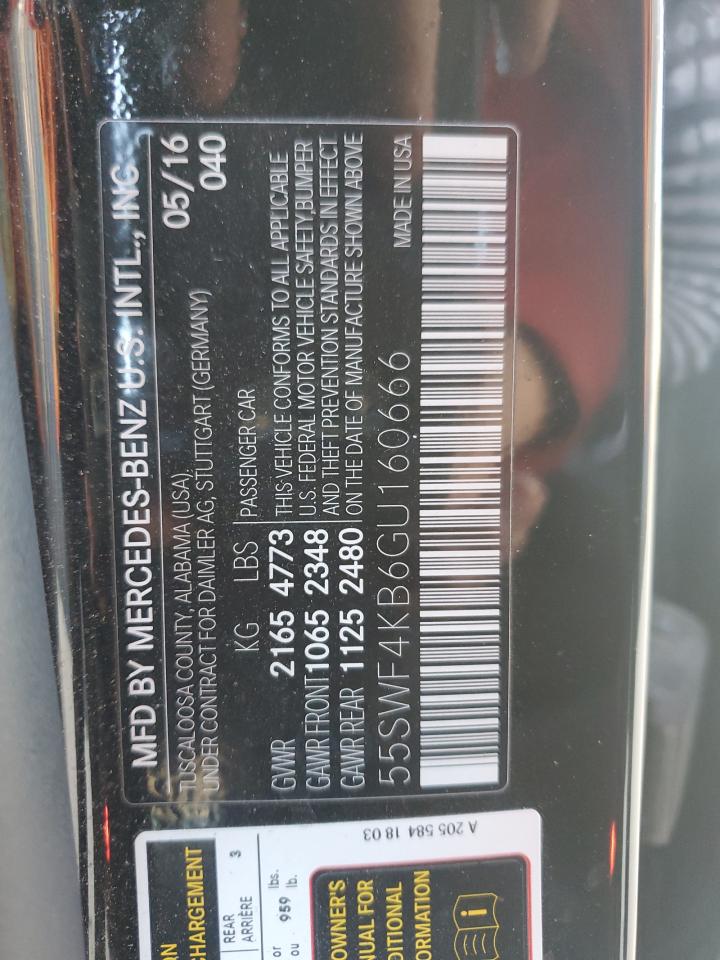 MFD BY MERCEDES-BENZ U.S. INTL., INC
TUSCALOOSA COUNTY, ALABAMA (USA) 05/16
UNDER CONTRACT FOR DAIMLER AG, STUTTGART (GERMANY) 040
KG LBS PASSENGER CAR
GVWR 2165 4773 THIS VEHICLE CONFORMS TO ALL APPLICABLE
GAWR FRONT 1065 2348 U.S. FEDERAL MOTOR VEHICLE SAFETY, BUMPER
AND THEFT PREVENTION STANDARDS IN EFFECT
GAWR REAR 1125 2480 ON THE DATE OF MANUFACTURE SHOWN ABOVE
55SWF4KB6GU160666 MADE IN USA
ON
CHARGEMENT
REAR
ARRIÈRE 3
or 959 lbs.
ou lb.
OWNER'S
NUAL FOR
DITIONAL
ORMATION
i
A 205 584 18 03